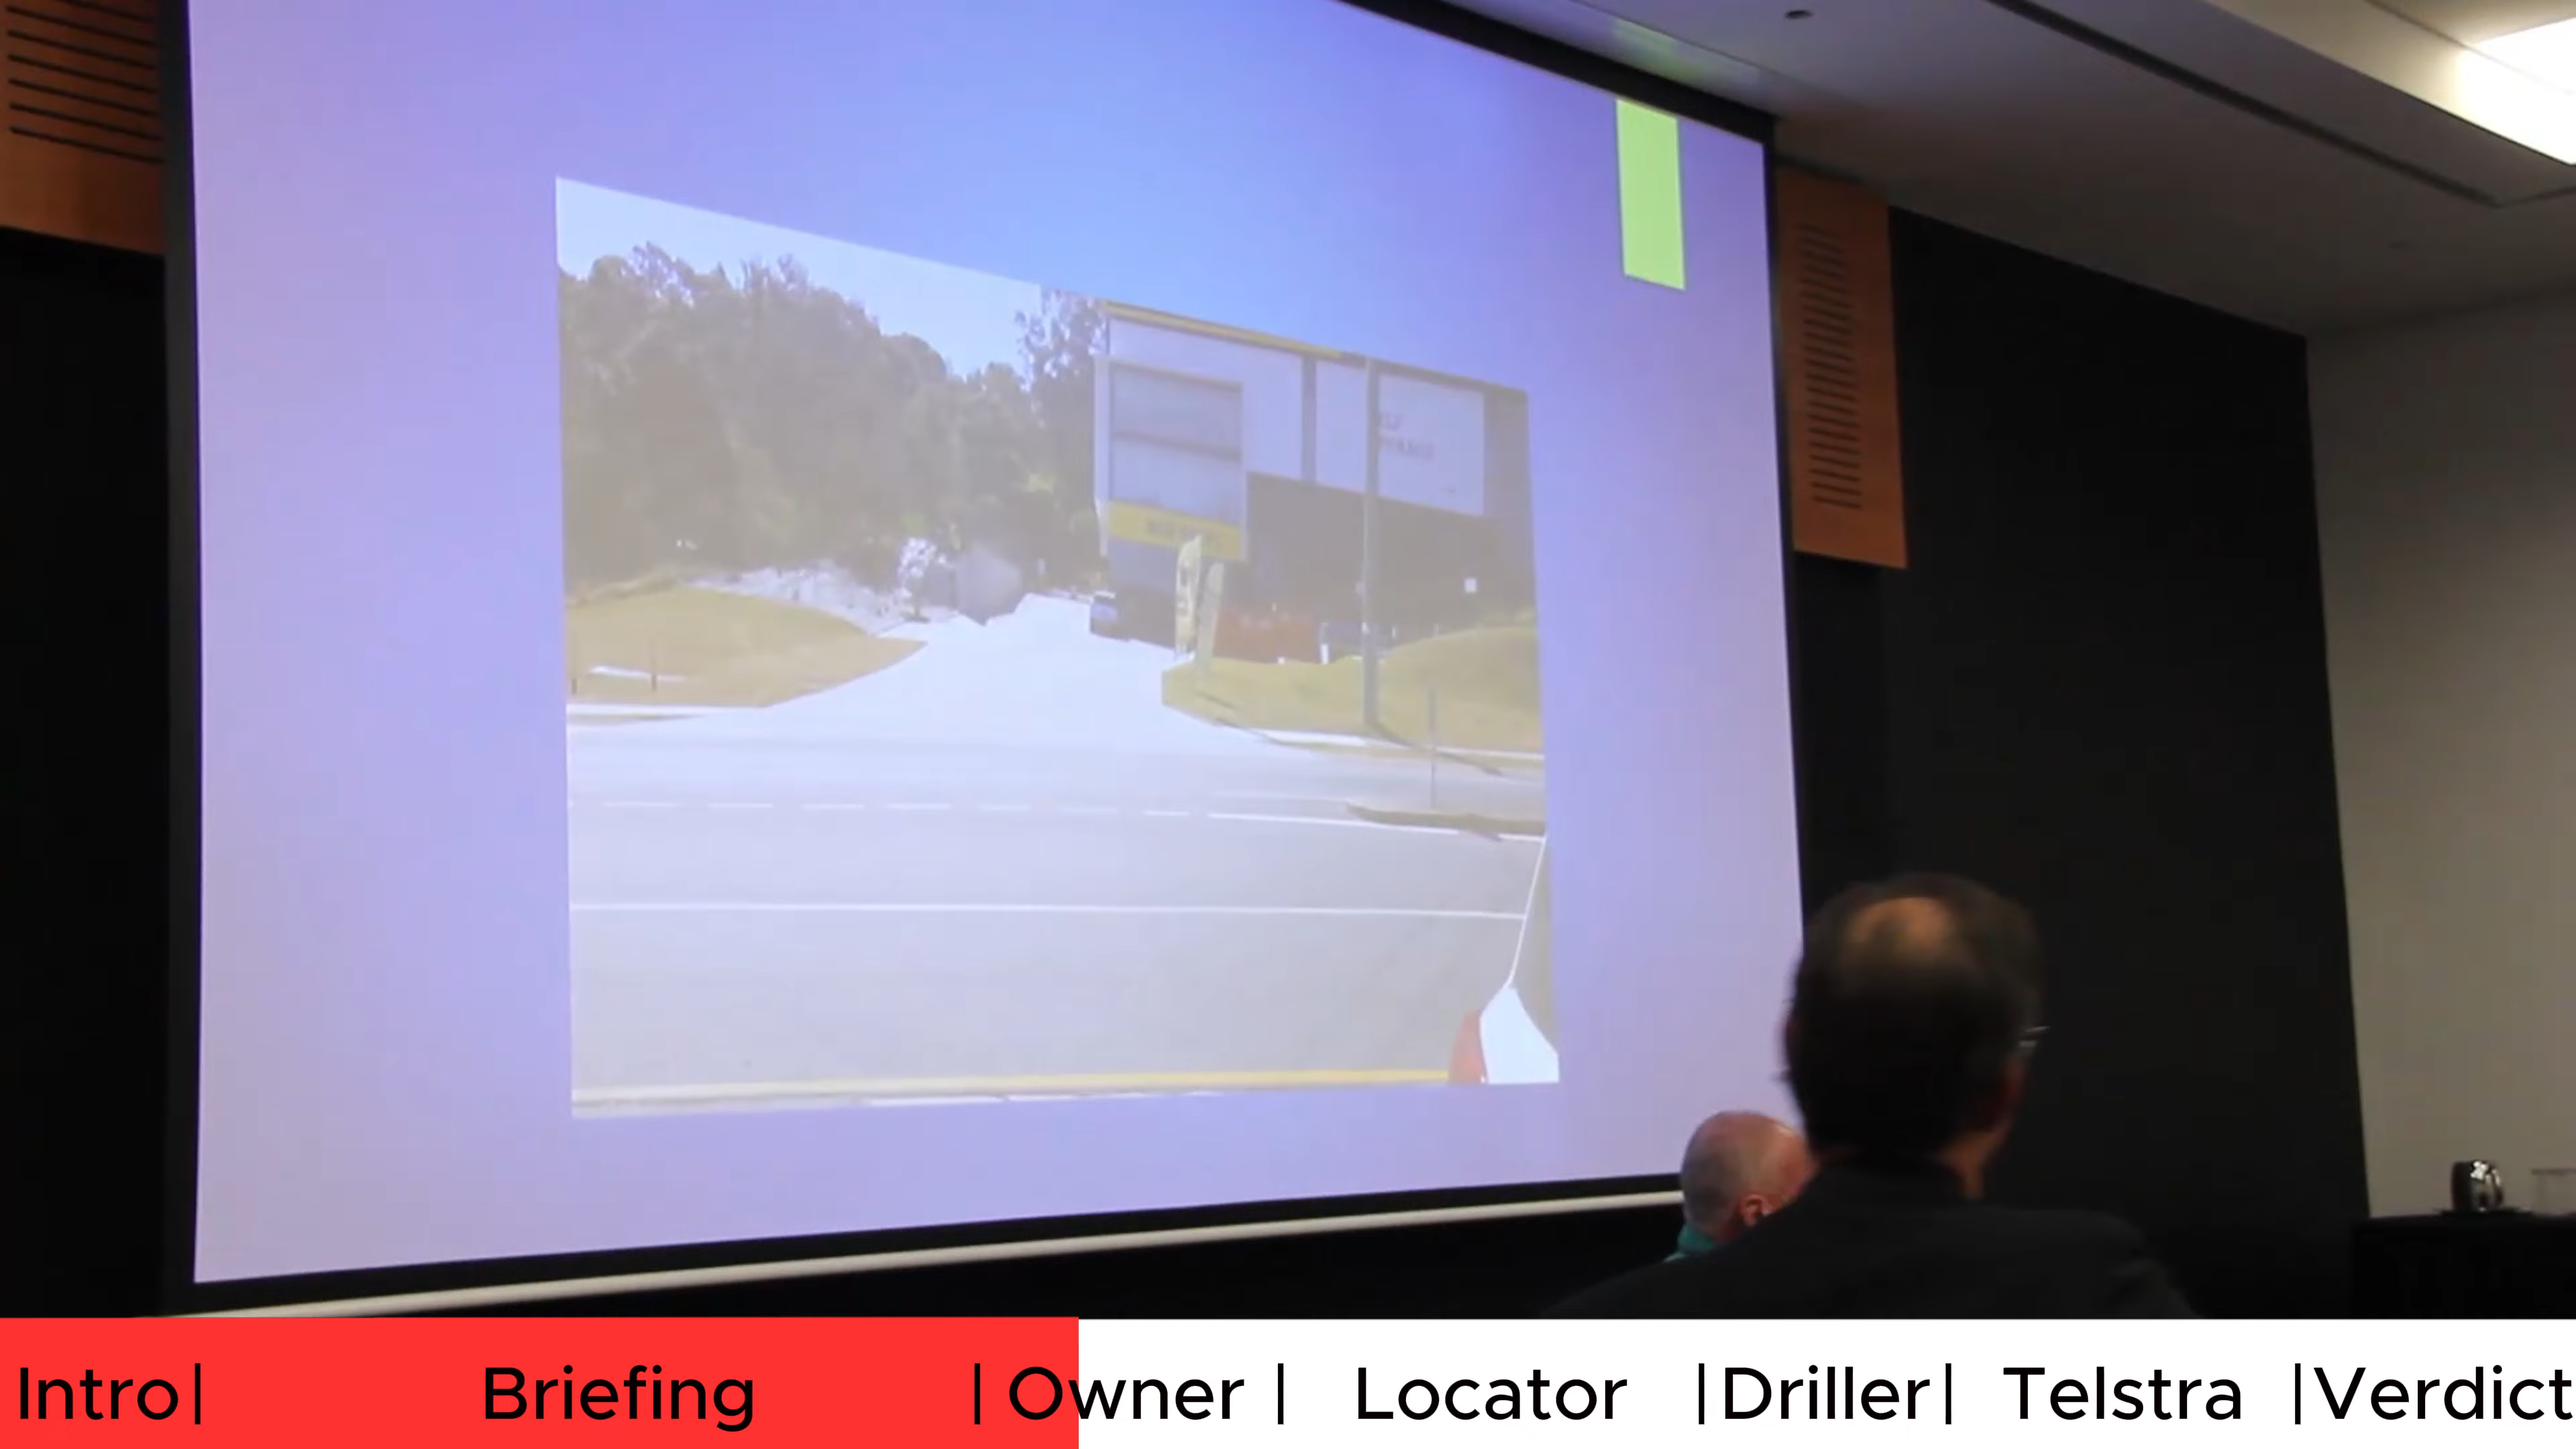 Intro| Briefing | Owner | Locator |Driller| Telstra |Verdict